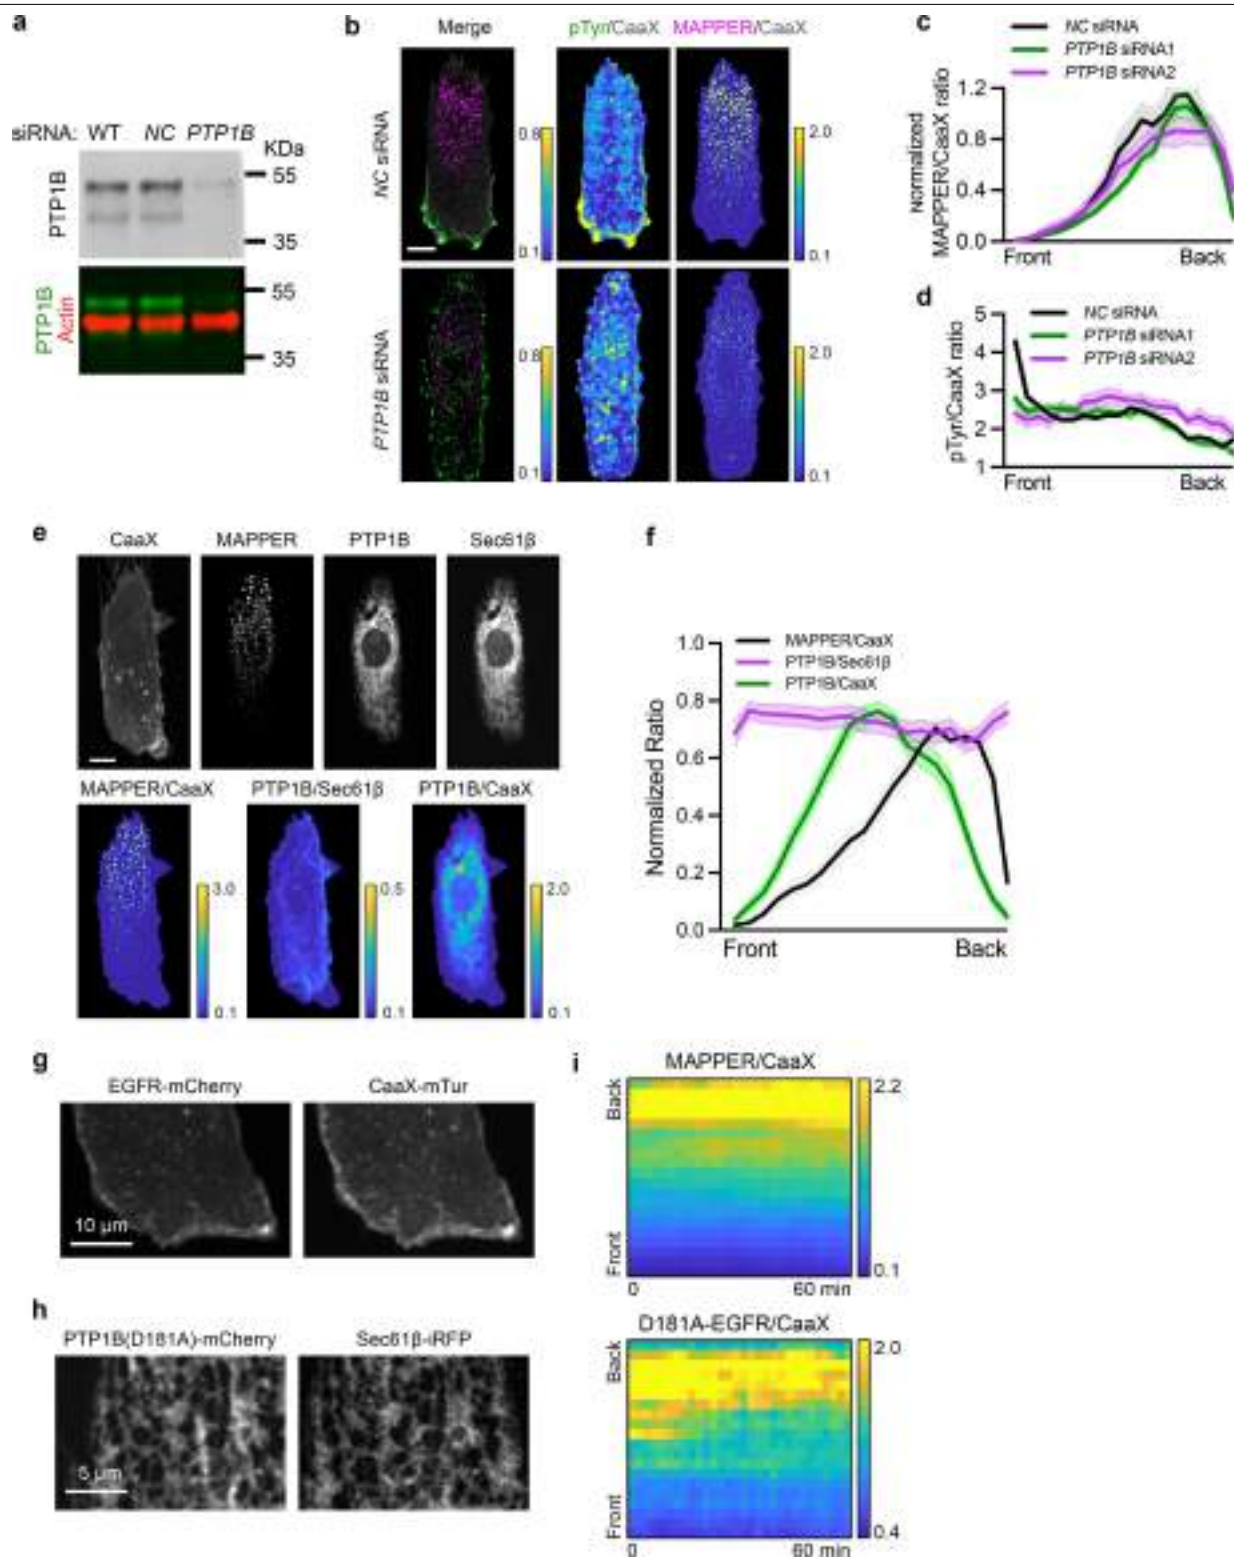 a
siRNA: WT NC PTP1B
KDa
PTP1B
55
35
PTP1B
Actin
55
35
b
Merge pTyr/CaaX MAPPER/CaaX
NC siRNA
0.8
0.1
2.0
0.1
PTP1B siRNA
0.8
0.1
2.0
0.1
c
NC siRNA
PTP1B siRNA1
PTP1B siRNA2
Normalized
MAPPER/CaaX ratio
1.2
0.8
0.4
0.0
Front Back
d
NC siRNA
PTP1B siRNA1
PTP1B siRNA2
pTyr/CaaX ratio
5
4
3
2
1
Front Back
e
CaaX MAPPER PTP1B Sec61β
MAPPER/CaaX PTP1B/Sec61β PTP1B/CaaX
3.0
0.1
0.5
0.1
2.0
0.1
f
MAPPER/CaaX
PTP1B/Sec61β
PTP1B/CaaX
Normalized Ratio
1.0
0.8
0.6
0.4
0.2
0.0
Front Back
g
EGFR-mCherry CaaX-mTur
10 μm
h
PTP1B(D181A)-mCherry Sec61β-iRFP
5 μm
i
MAPPER/CaaX
Back
Front
2.2
0.1
0 60 min
D181A-EGFR/CaaX
Back
Front
2.0
0.4
0 60 min